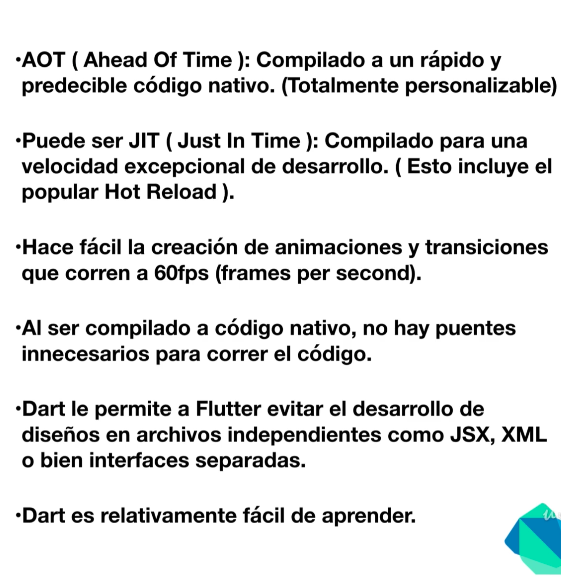 •AOT ( Ahead Of Time ): Compilado a un rápido y
predecible código nativo. (Totalmente personalizable)
•Puede ser JIT ( Just In Time ): Compilado para una
velocidad excepcional de desarrollo. ( Esto incluye el
popular Hot Reload ).
•Hace fácil la creación de animaciones y transiciones
que corren a 60fps (frames per second).
•Al ser compilado a código nativo, no hay puentes
innecesarios para correr el código.
•Dart le permite a Flutter evitar el desarrollo de
diseños en archivos independientes como JSX, XML
o bien interfaces separadas.
•Dart es relativamente fácil de aprender.